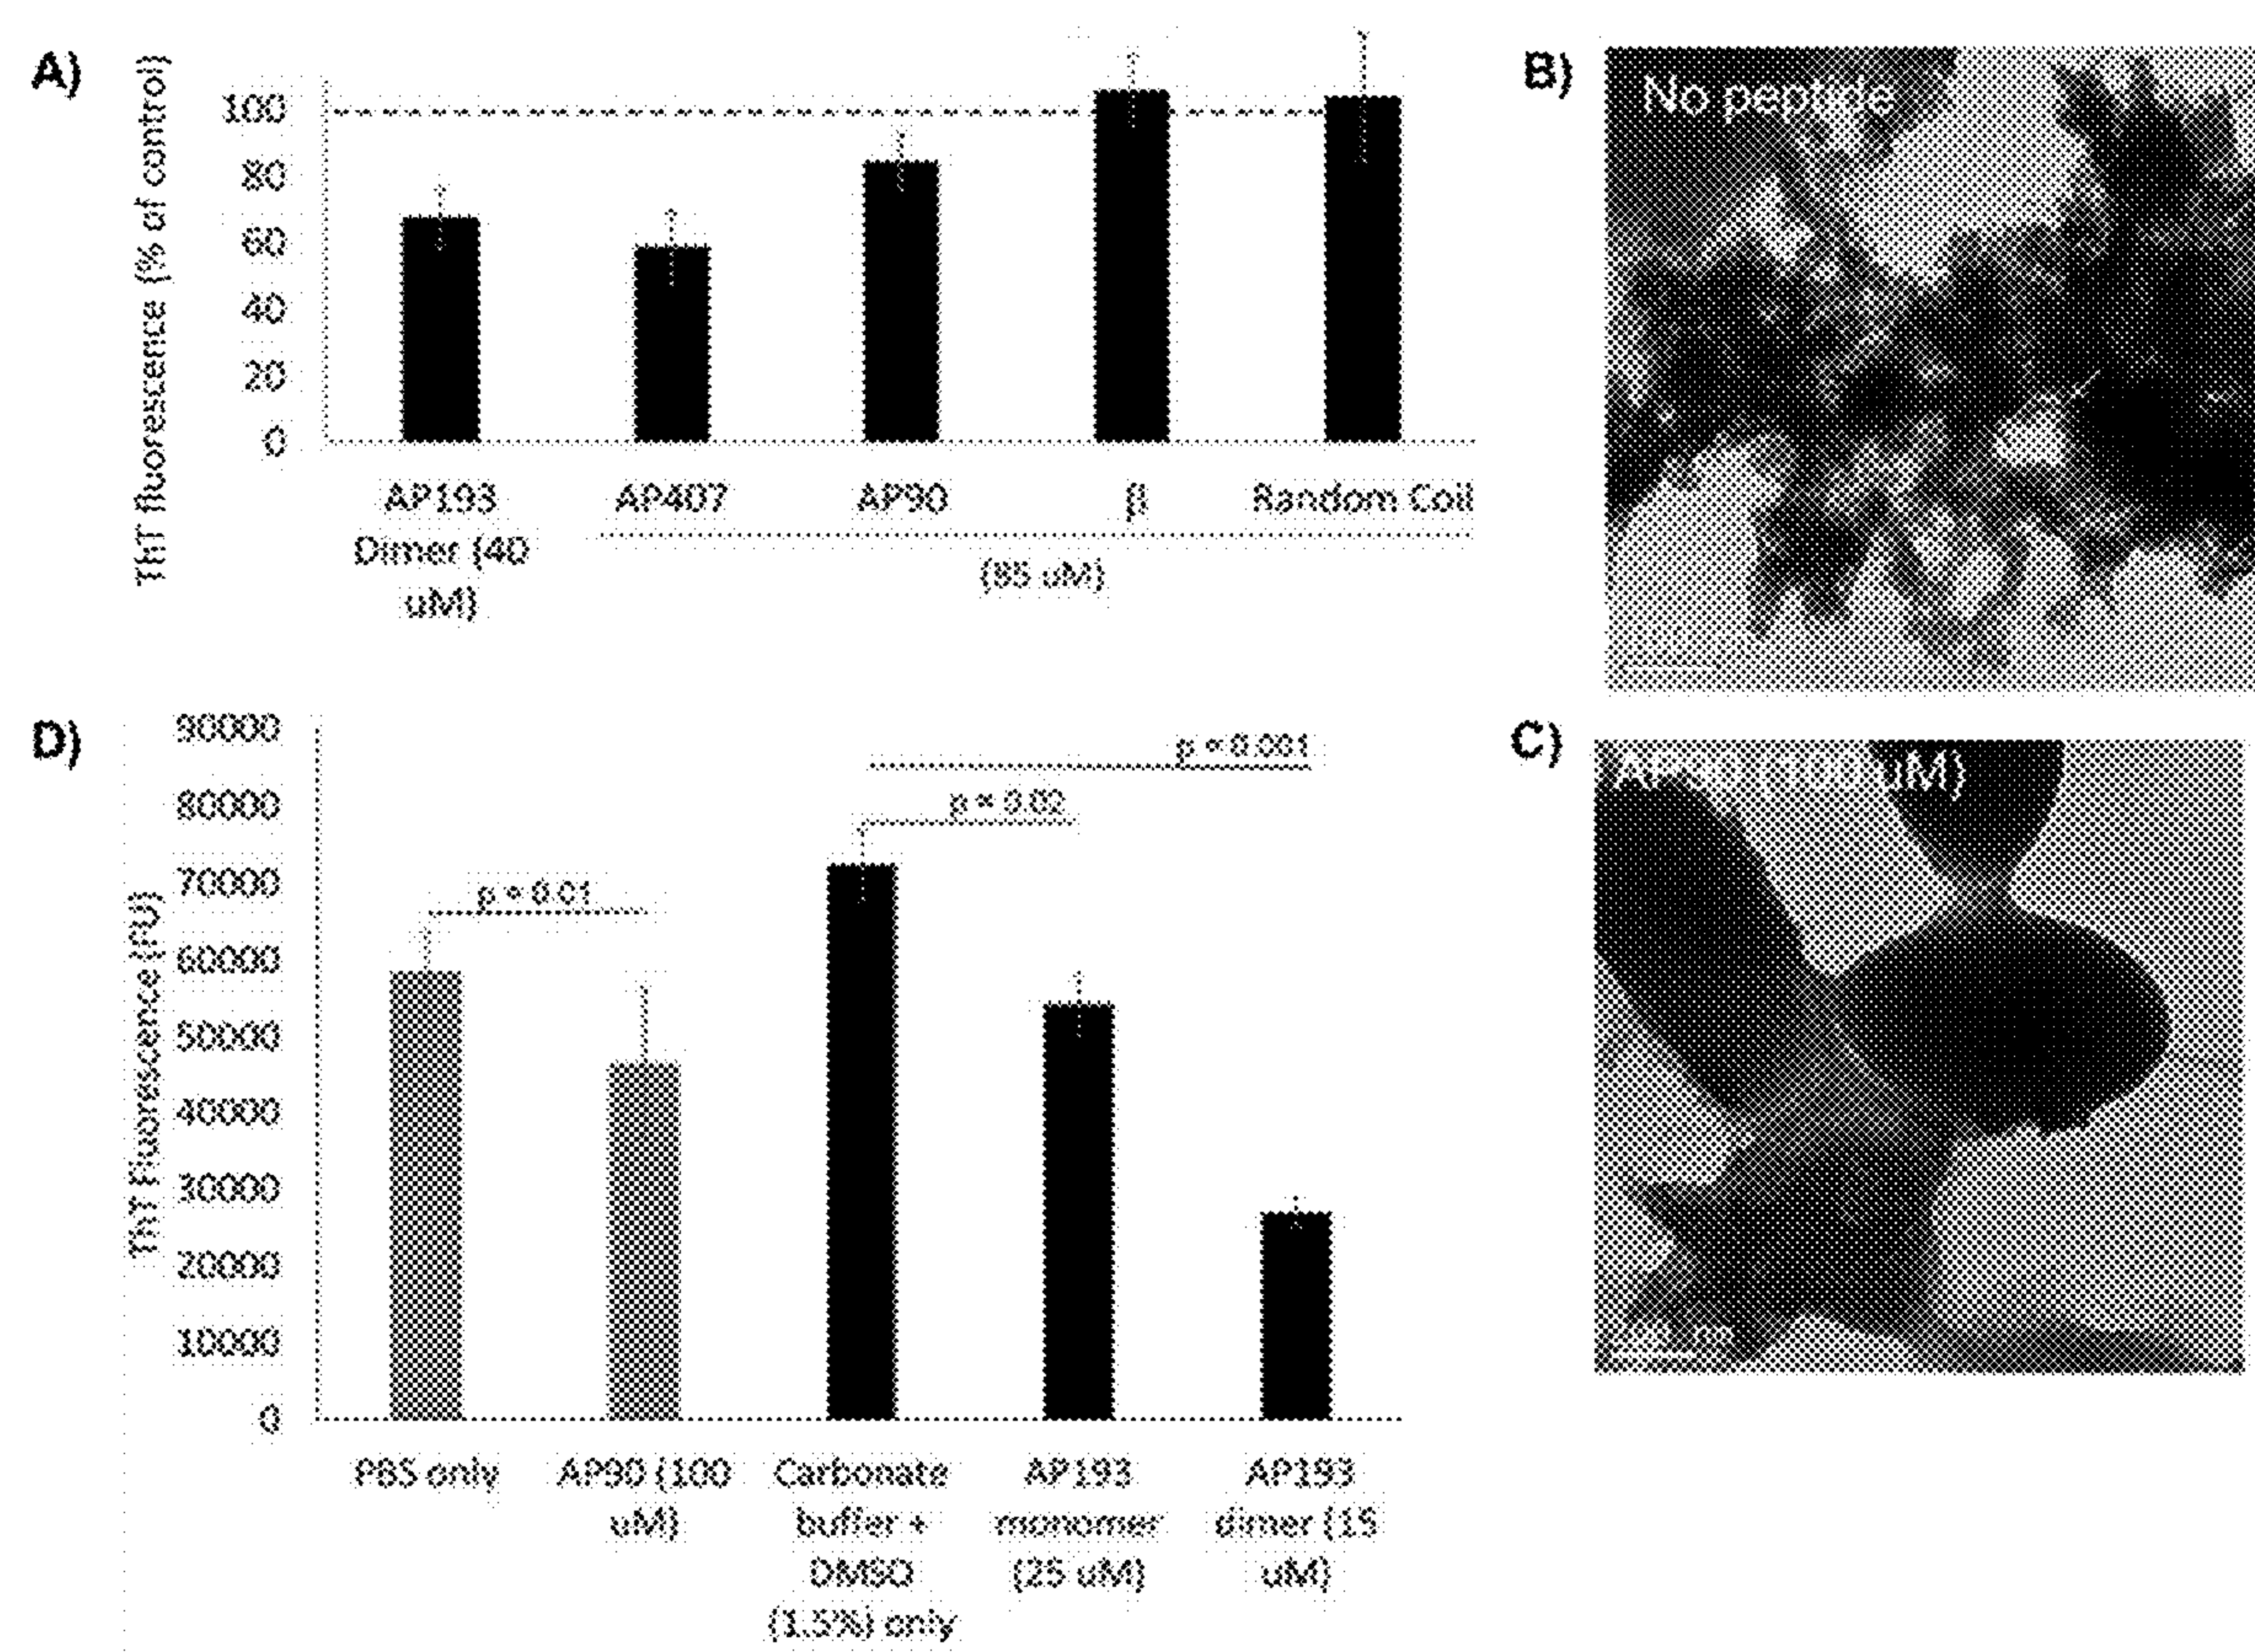 A)
ThT fluorescence (% of control)
100
80
60
40
20
0
AP193
Dimer (40
uM)
AP407
AP90
β
Random Coil
(85 uM)
B)
No peptide
D)
ThT Fluorescence (FU)
90000
80000
70000
60000
50000
40000
30000
20000
10000
0
p = 0.01
p = 0.02
0.001
PBS only
AP90 (100
uM)
Carbonate
buffer +
DMSO
(1.5%) only
AP193
monomer
(25 uM)
AP193
dimer (15
uM)
C)
uM)